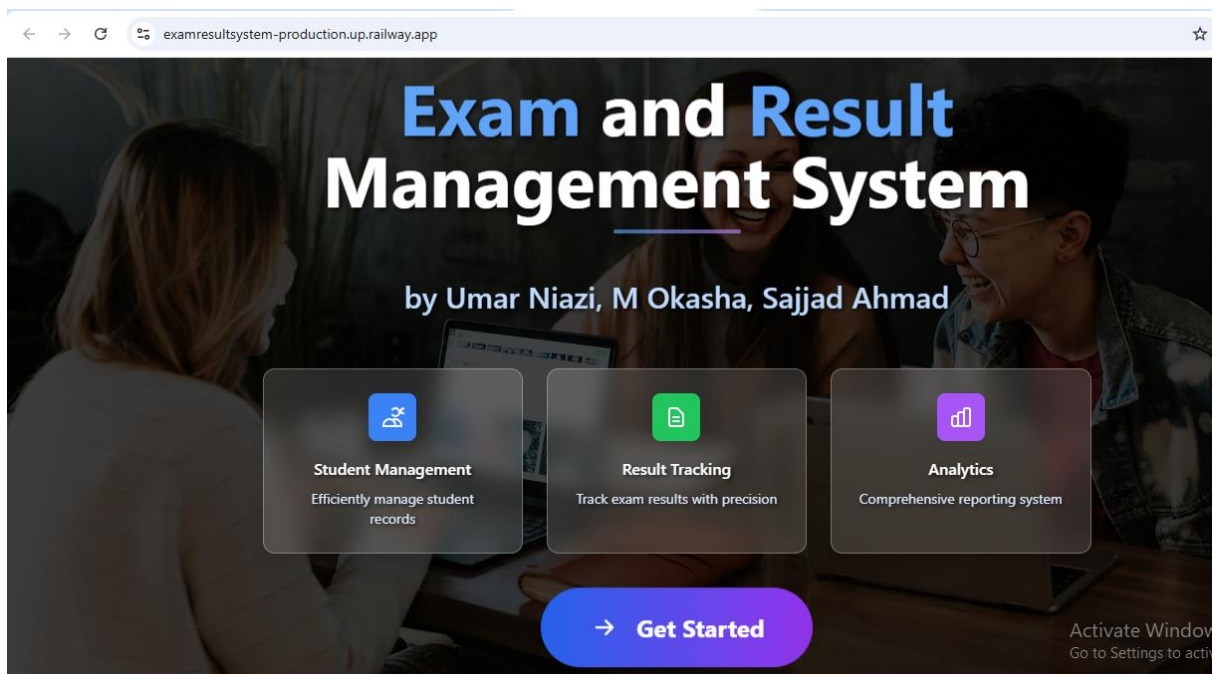 examresultsystem-production.up.railway.app
Exam and Result
Management System
by Umar Niazi, M Okasha, Sajjad Ahmad
Student Management
Efficiently manage student
records
Result Tracking
Track exam results with precision
Analytics
Comprehensive reporting system
→ Get Started
Activate Window
Go to Settings to acti